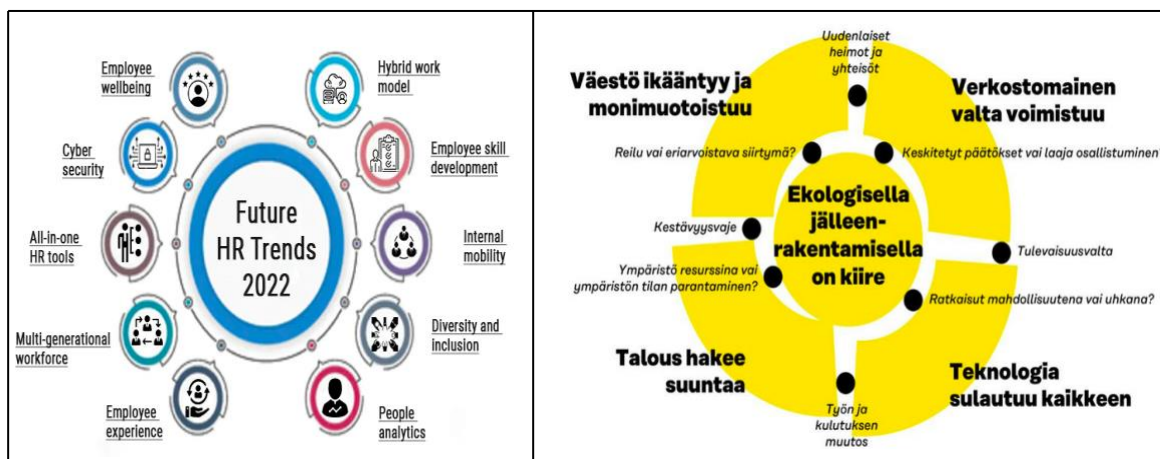 Future
HR Trends
2022
Employee
wellbeing
Cyber
security
All-in-one
HR tools
Multi-generational
workforce
Employee
experience
Hybrid work
model
Employee skill
development
Internal
mobility
Diversity and
inclusion
People
analytics
Uudenlaiset
heimot ja
yhteisöt
Väestö ikääntyy ja
monimuotoistuu
Verkostomainen
valta voimistuu
Reilu vai eriarvoistava siirtymä?
Keskitetyt päätökset vai laaja osallistuminen?
Ekologisella
jälleen-
rakentamisella
on kiire
Kestävyysvaje
Tulevaisuusvalta
Ympäristö resurssina vai
ympäristön tilan parantaminen?
Ratkaisut mahdollisuutena vai uhkana?
Talous hakee
suuntaa
Teknologia
sulautuu kaikkeen
Työn ja
kulutuksen
muutos